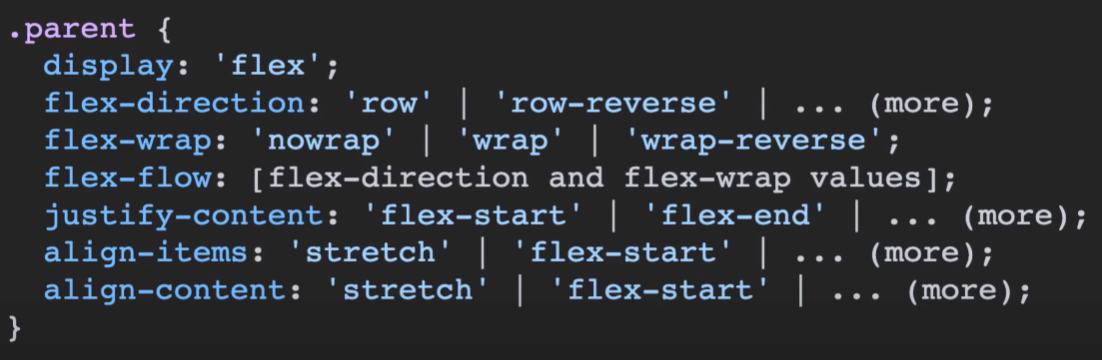 .parent {
  display: 'flex';
  flex-direction: 'row' | 'row-reverse' | ... (more);
  flex-wrap: 'nowrap' | 'wrap' | 'wrap-reverse';
  flex-flow: [flex-direction and flex-wrap values];
  justify-content: 'flex-start' | 'flex-end' | ... (more);
  align-items: 'stretch' | 'flex-start' | ... (more);
  align-content: 'stretch' | 'flex-start' | ... (more);
}